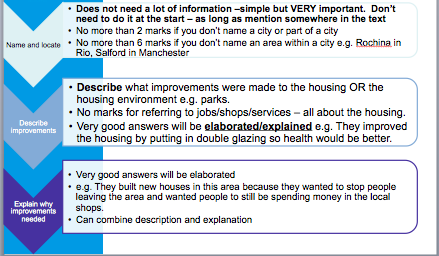 Name and locate
• Does not need a lot of information –simple but VERY important. Don't
need to do it at the start – as long as mention somewhere in the text
• No more than 2 marks if you don't name a city or part of a city
• No more than 6 marks if you don't name an area within a city e.g. Rochina in
Rio, Salford in Manchester
Describe
improvements
• Describe what improvements were made to the housing OR the
housing environment e.g. parks.
• No marks for referring to jobs/shops/services – all about the housing.
• Very good answers will be elaborated/explained e.g. They improved
the housing by putting in double glazing so health would be better.
Explain why
improvements
needed
• Very good answers will be elaborated
• e.g. They built new houses in this area because they wanted to stop people
leaving the area and wanted people to still be spending money in the local
shops.
• Can combine description and explanation